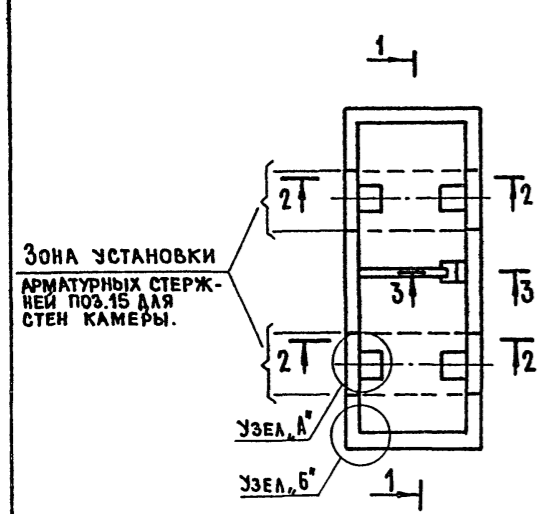 1
2
2
Зона установки
арматурных стерж-
ней поз.15 для
стен камеры.
3
3
2
2
узел „А"
узел „Б"
1